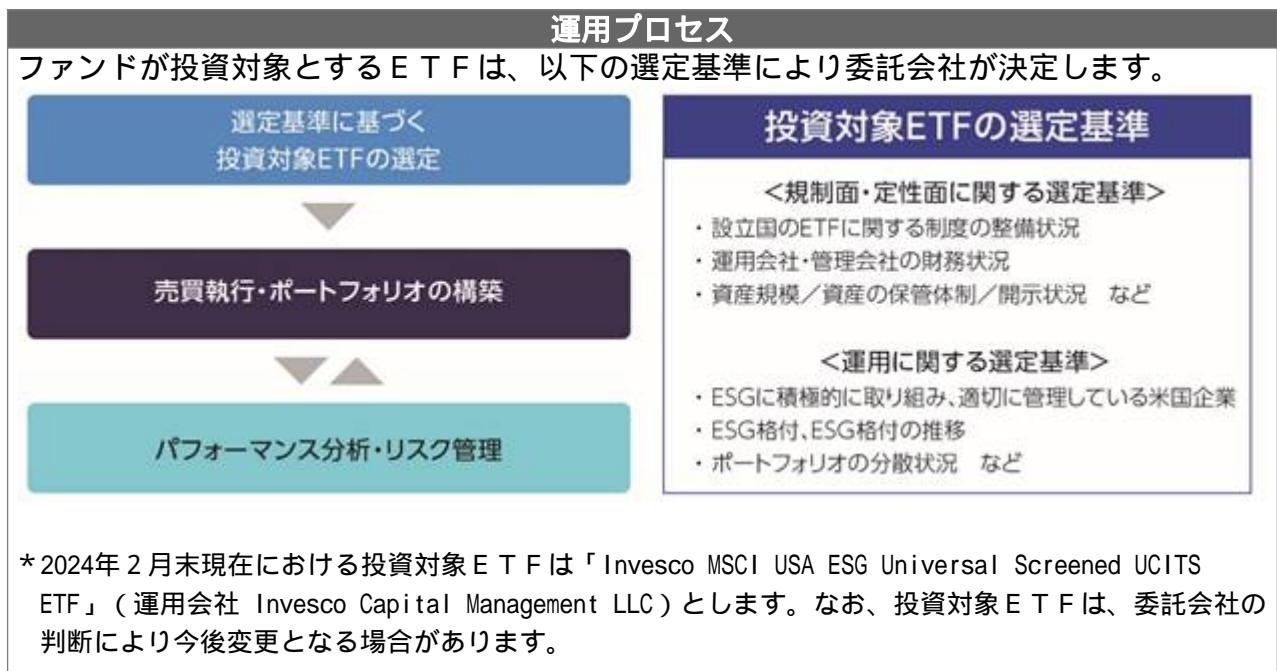 運用プロセス
ファンドが投資対象とするＥＴＦは、以下の選定基準により委託会社が決定します。
選定基準に基づく
投資対象ETFの選定
売買執行・ポートフォリオの構築
パフォーマンス分析・リスク管理
投資対象ETFの選定基準
＜規制面・定性面に関する選定基準＞
・設立国のETFに関する制度の整備状況
・運用会社・管理会社の財務状況
・資産規模／資産の保管体制／開示状況　など
＜運用に関する選定基準＞
・ESGに積極的に取り組み、適切に管理している米国企業
・ESG格付、ESG格付の推移
・ポートフォリオの分散状況　など
＊2024年２月末現在における投資対象ＥＴＦは「Invesco MSCI USA ESG Universal Screened UCITS
ETF」（運用会社 Invesco Capital Management LLC）とします。なお、投資対象ＥＴＦは、委託会社の
判断により今後変更となる場合があります。